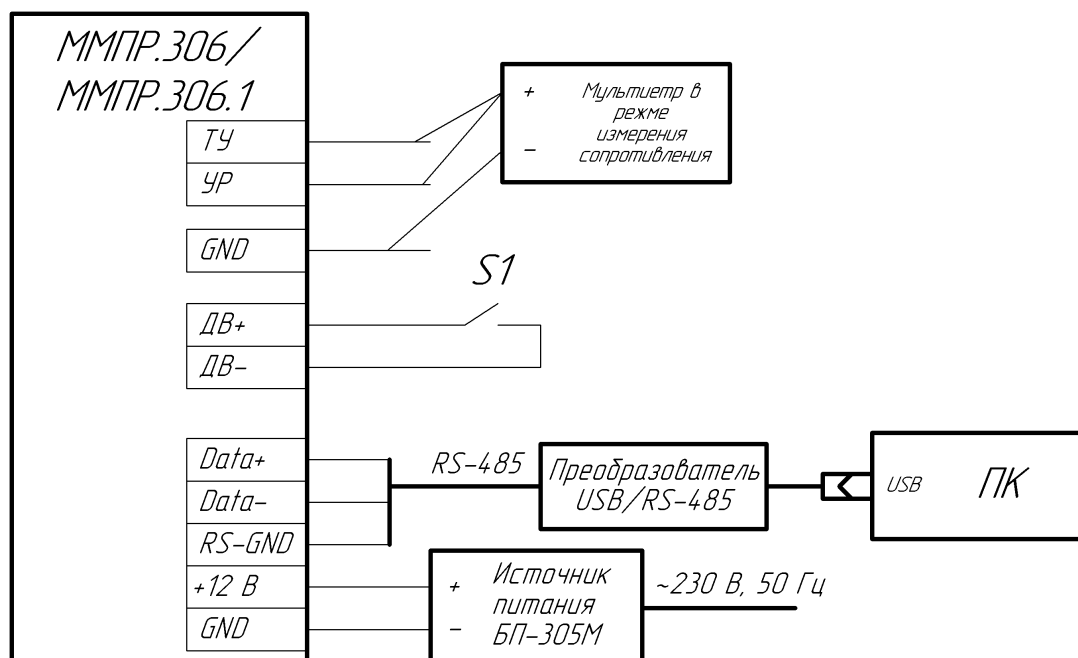 ММПР.306/
ММПР.306.1
ТУ
УР
GND
ДВ+
ДВ-
Data+
Data-
RS-GND
+12 В
GND
+
-
Мультиетр в
режме
измерения
сопротивления
S1
RS-485
Преобразователь
USB/RS-485
USB
ПК
+
-
Источник
питания
БП-305М
~230 В, 50 Гц